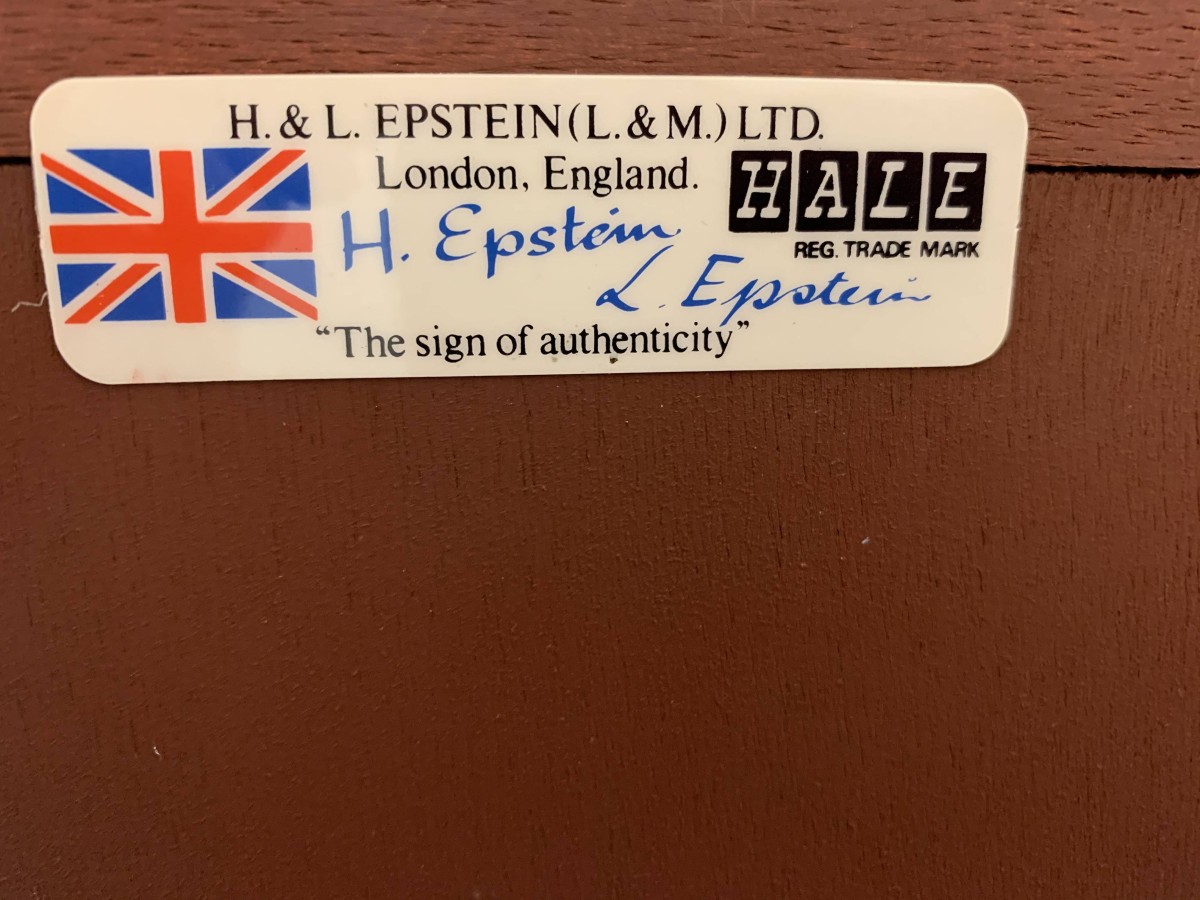 H. & L. EPSTEIN (L. & M.) LTD.
London, England.
HALE
REG. TRADE MARK
H. Epstein
L. Epstein
“The sign of authenticity”